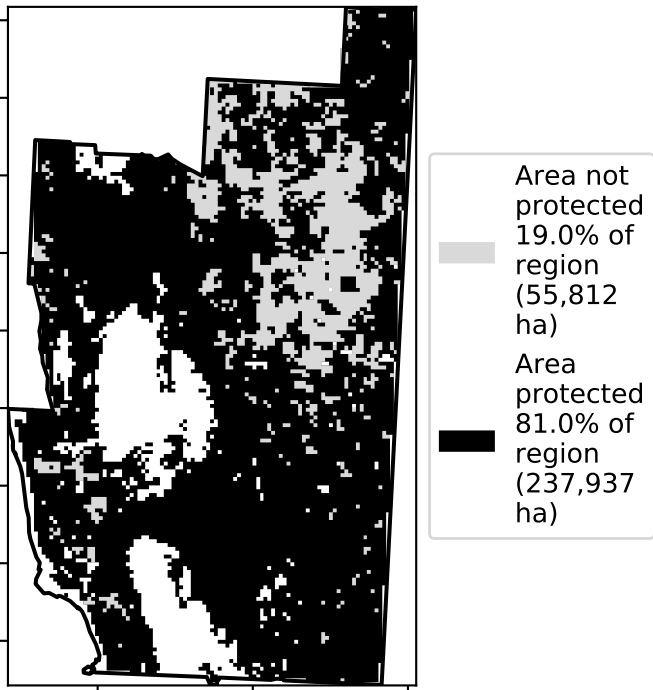 Area not
protected
19.0% of
region
(55,812
ha)
Area
protected
81.0% of
region
(237,937
ha)